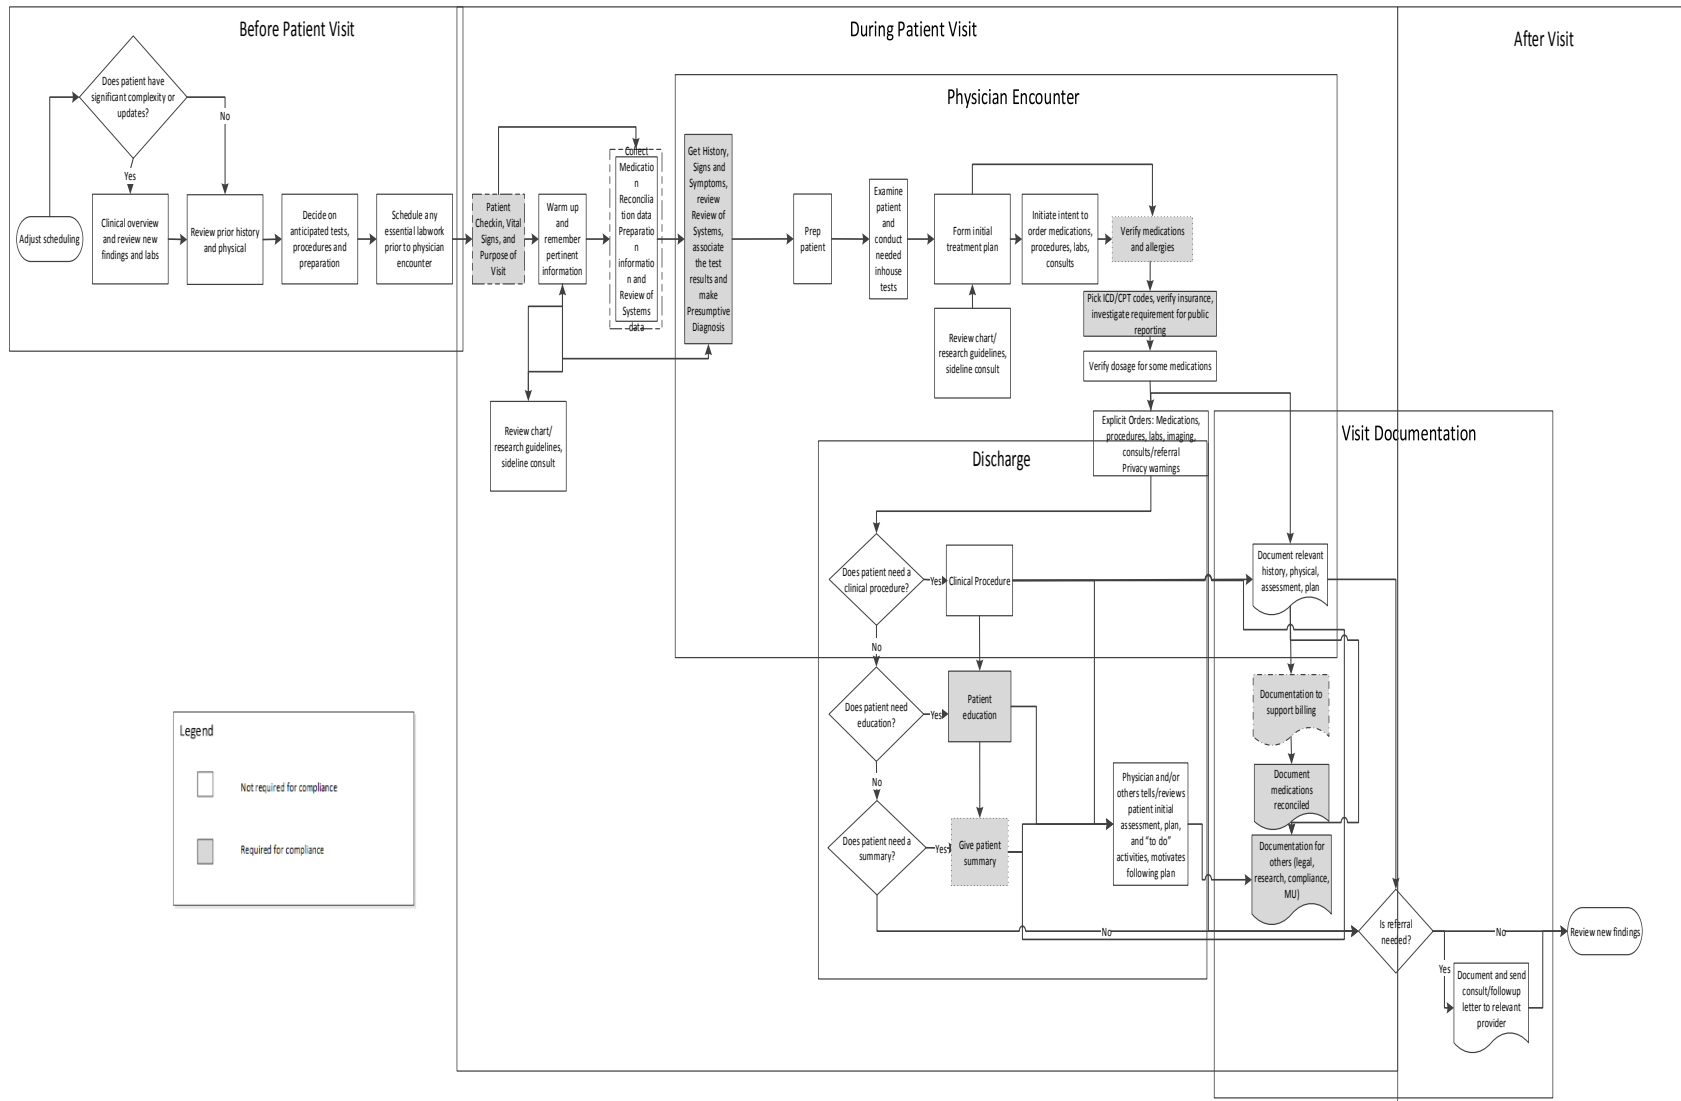 Before Patient Visit
During Patient Visit
After Visit
Does patient have
significant complexity or
updates?
No
Yes
Adjust scheduling
Clinical overview
and review new
findings and labs
Review prior history
and physical
Decide on
anticipated tests,
procedures and
preparation
Schedule any
essential labwork
prior to physician
encounter
Patient
Checkin, Vital
Signs, and
Purpose of
Visit
Warm up
and
remember
pertinent
information
Collect
Medicatio
n
Reconcilia
tion data
Preparatio
n
informatio
n and
Review of
Systems
data
Review chart/
research guidelines,
sideline consult
Physician Encounter
Get History,
Signs and
Symptoms,
review
Review of
Systems,
associate
the test
results and
make
Presumptive
Diagnosis
Prep
patient
Examine
patient
and
conduct
needed
inhouse
tests
Form initial
treatment plan
Review chart/
research guidelines,
sideline consult
Initiate intent to
order medications,
procedures, labs,
consults
Verify medications
and allergies
Pick ICD/CPT codes, verify insurance,
investigate requirement for public
reporting
Verify dosage for some medications
Explicit Orders: Medications,
procedures, labs, imaging,
consults/referral
Privacy warnings
Discharge
Does patient need a
clinical procedure?
Yes
Clinical Procedure
No
Does patient need
education?
Yes
Patient
education
No
Does patient need a
summary?
Yes
Give patient
summary
Physician and/or
others tells/reviews
patient initial
assessment, plan,
and “to do”
activities, motivates
following plan
No
Visit Documentation
Document relevant
history, physical,
assessment, plan
Documentation to
support billing
Document
medications
reconciled
Documentation for
others (legal,
research, compliance,
MU)
Is referral
needed?
No
Yes
Document and send
consult/followup
letter to relevant
provider
Review new findings
Legend
Not required for compliance
Required for compliance